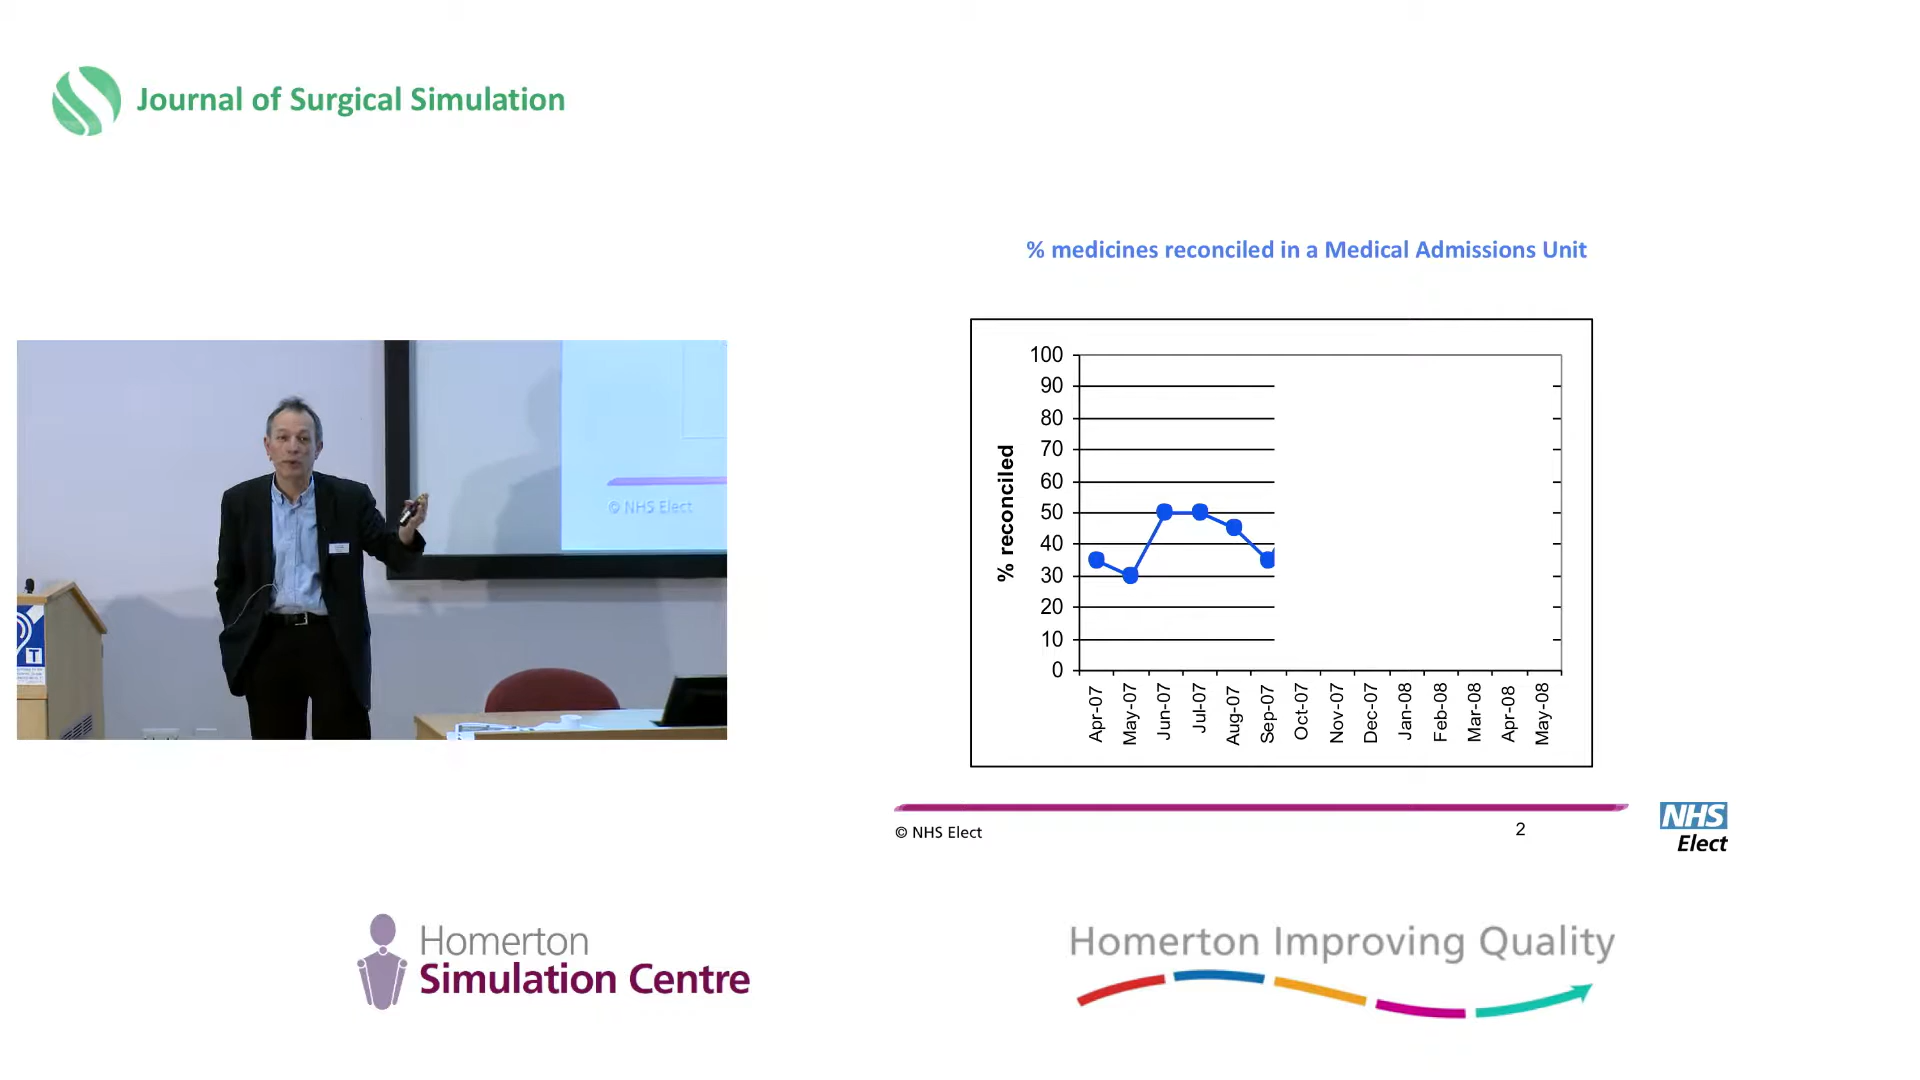 Journal of Surgical Simulation
% medicines reconciled in a Medical Admissions Unit
% reconciled
100
90
80
70
60
50
40
30
20
10
0
Apr-07
May-07
Jun-07
Jul-07
Aug-07
Sep-07
Oct-07
Nov-07
Dec-07
Jan-08
Feb-08
Mar-08
Apr-08
May-08
© NHS Elect
T
© NHS Elect
2
NHS
Elect
Homerton
Simulation Centre
Homerton Improving Quality